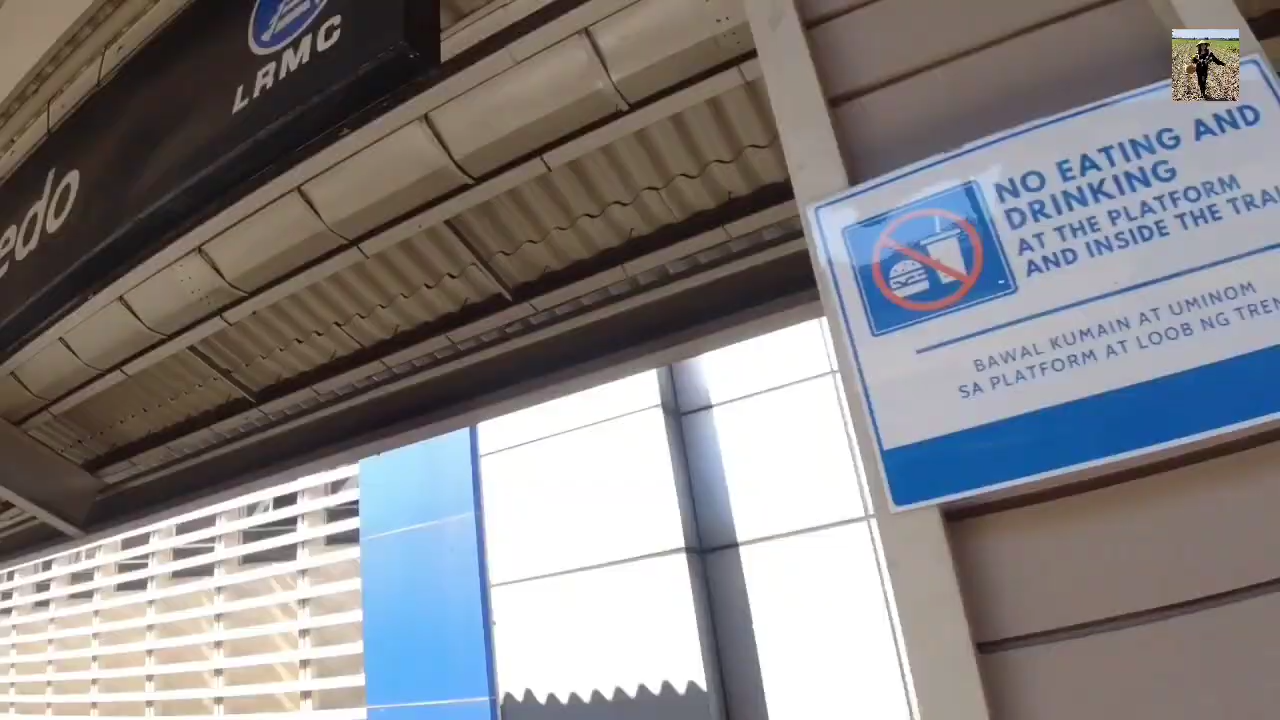 LRMC
edo
NO EATING AND
DRINKING
AT THE PLATFORM
AND INSIDE THE TRA
BAWAL KUMAIN AT UMINOM
SA PLATFORM AT LOOB NG TREN